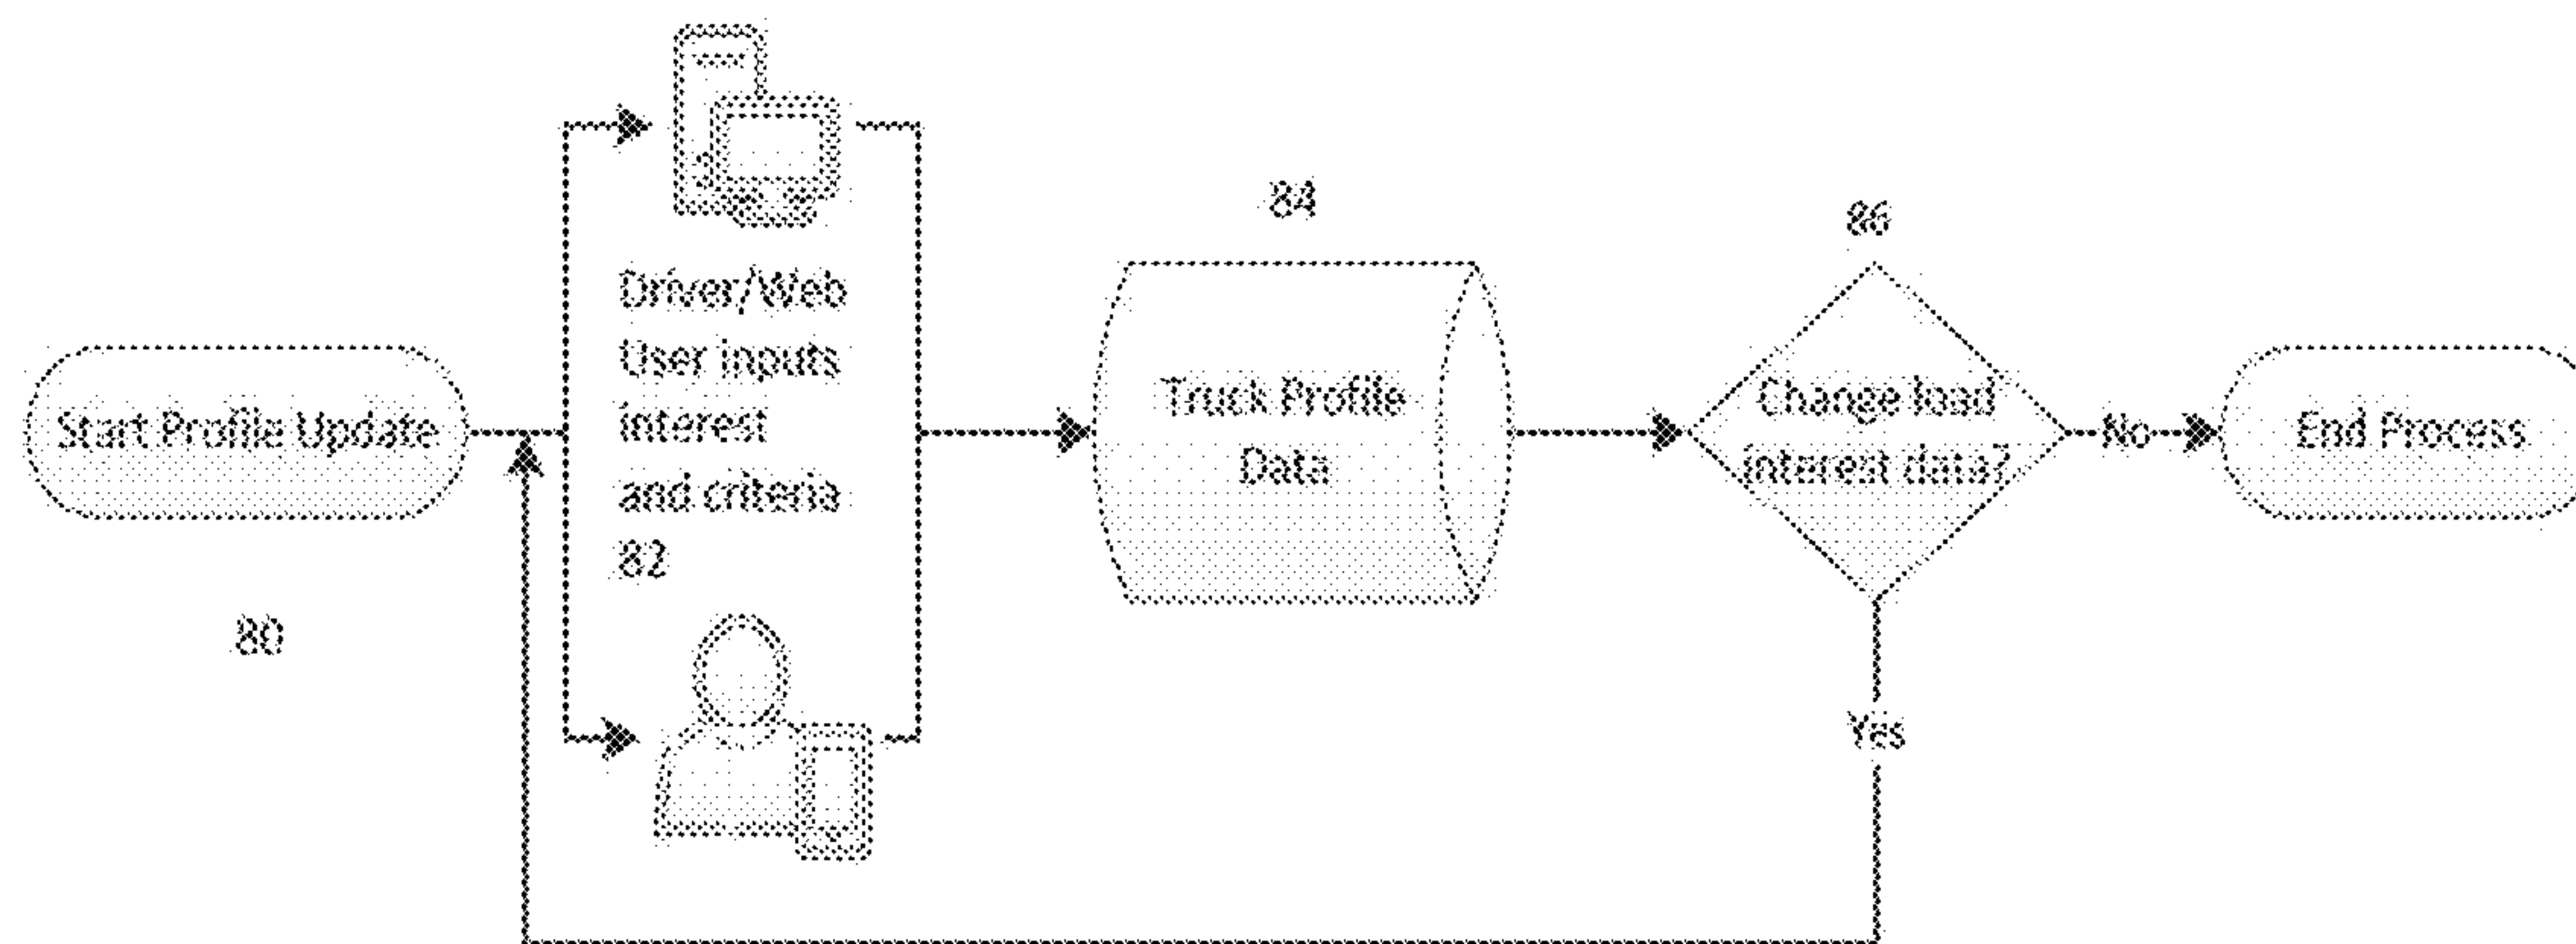 84
86
Driver/Web
User inputs
interest
and criteria
82
Start Profile Update
80
Truck Profile
Data
Change load
interest data?
No
End Process
Yes